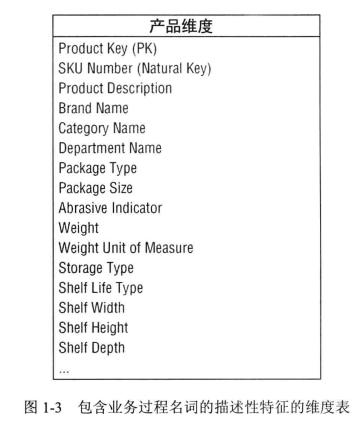 产品维度
Product Key (PK)
SKU Number (Natural Key)
Product Description
Brand Name
Category Name
Department Name
Package Type
Package Size
Abrasive Indicator
Weight
Weight Unit of Measure
Storage Type
Shelf Life Type
Shelf Width
Shelf Height
Shelf Depth
...
图 1-3 包含业务过程名词的描述性特征的维度表